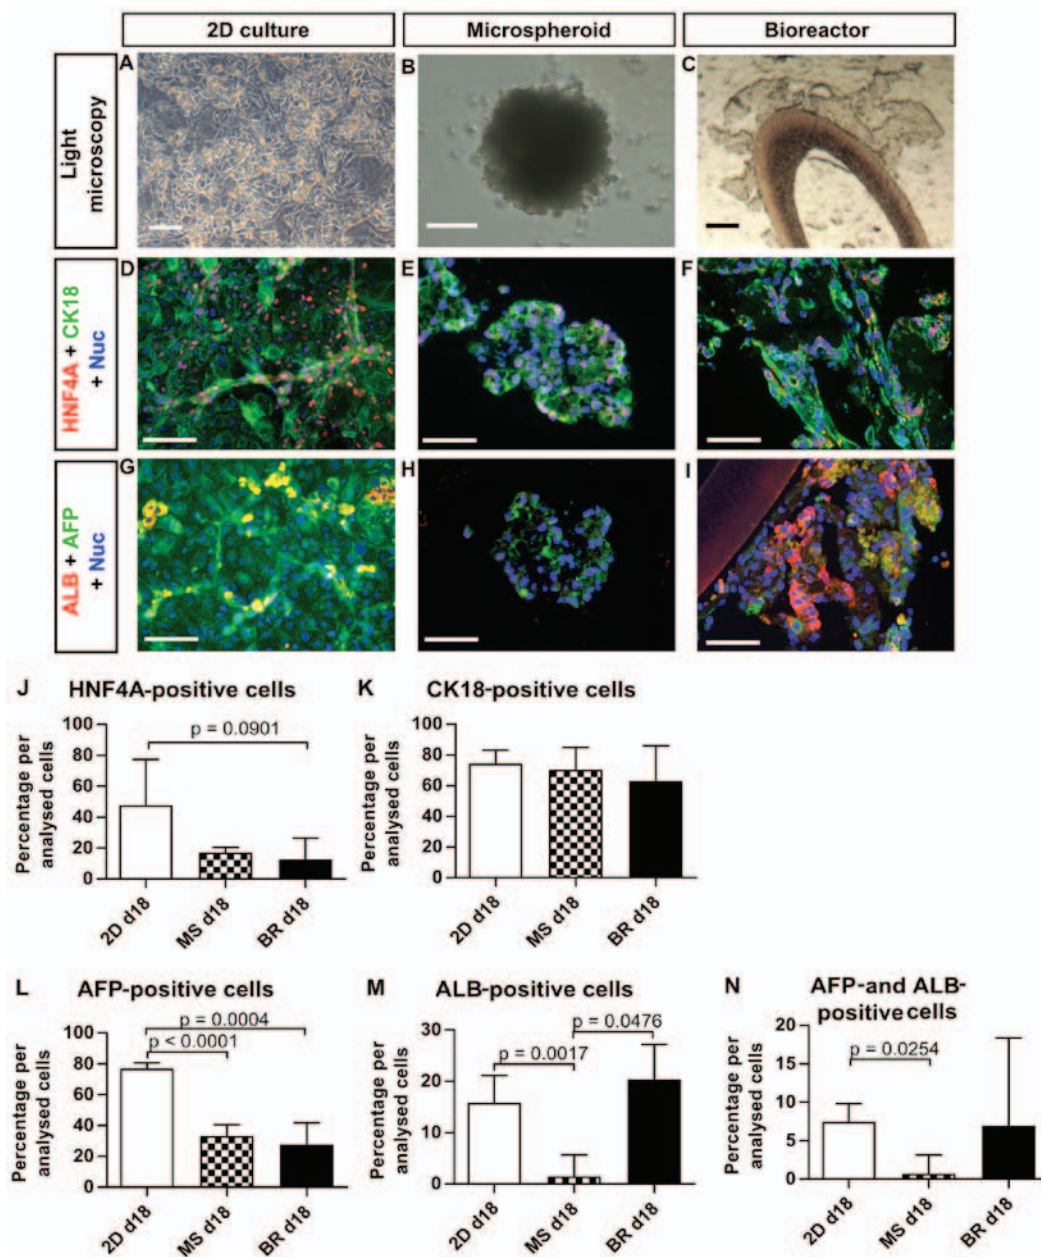 2D culture
Microspheroid
Bioreactor
Light
microscopy
A
B
C
HNF4A + CK18
+ Nuc
D
E
F
ALB + AFP
+ Nuc
G
H
I
J
HNF4A-positive cells
Percentage per
analysed cells
100
80
60
40
20
0
p = 0.0901
2D d18
MS d18
BR d18
K
CK18-positive cells
Percentage per
analysed cells
100
80
60
40
20
0
2D d18
MS d18
BR d18
L
AFP-positive cells
Percentage per
analysed cells
100
80
60
40
20
0
p = 0.0004
p < 0.0001
2D d18
MS d18
BR d18
M
ALB-positive cells
Percentage per
analysed cells
30
20
10
0
p = 0.0476
p = 0.0017
2D d18
MS d18
BR d18
N
AFP-and ALB-
positive cells
Percentage per
analysed cells
20
15
10
5
0
p = 0.0254
2D d18
MS d18
BR d18